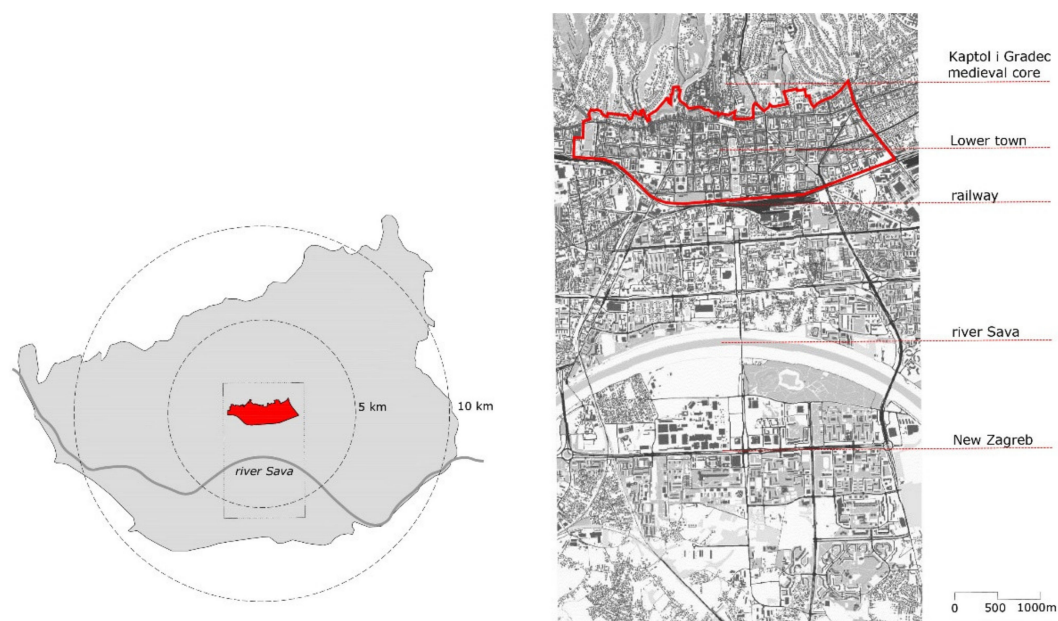 5 km
10 km
river Sava
Kaptol i Gradec
medieval core
Lower town
railway
river Sava
New Zagreb
0 500 1000m